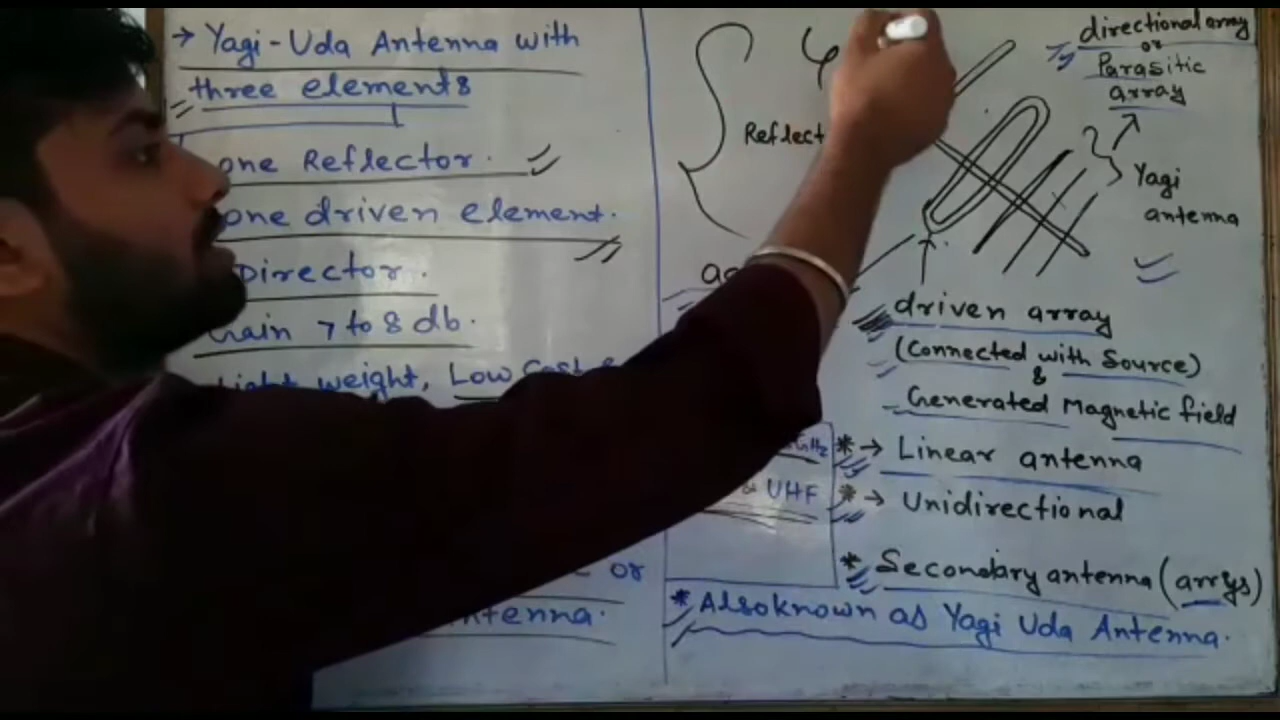 → Yagi-Uda Antenna with
three elements
one Reflector.
one driven element.
Director.
Gain 7 to 8 db.
Light weight, Low Cost &
or
antenna.
directional array
or
Parasitic
array
Reflect
Yagi
antenna
driven array
(Connected with Source)
&
Generated Magnetic field
GHz
& UHF
* → Linear antenna
* → Unidirectional
* Secondary antenna (arrys)
* Also known as Yagi Uda Antenna.